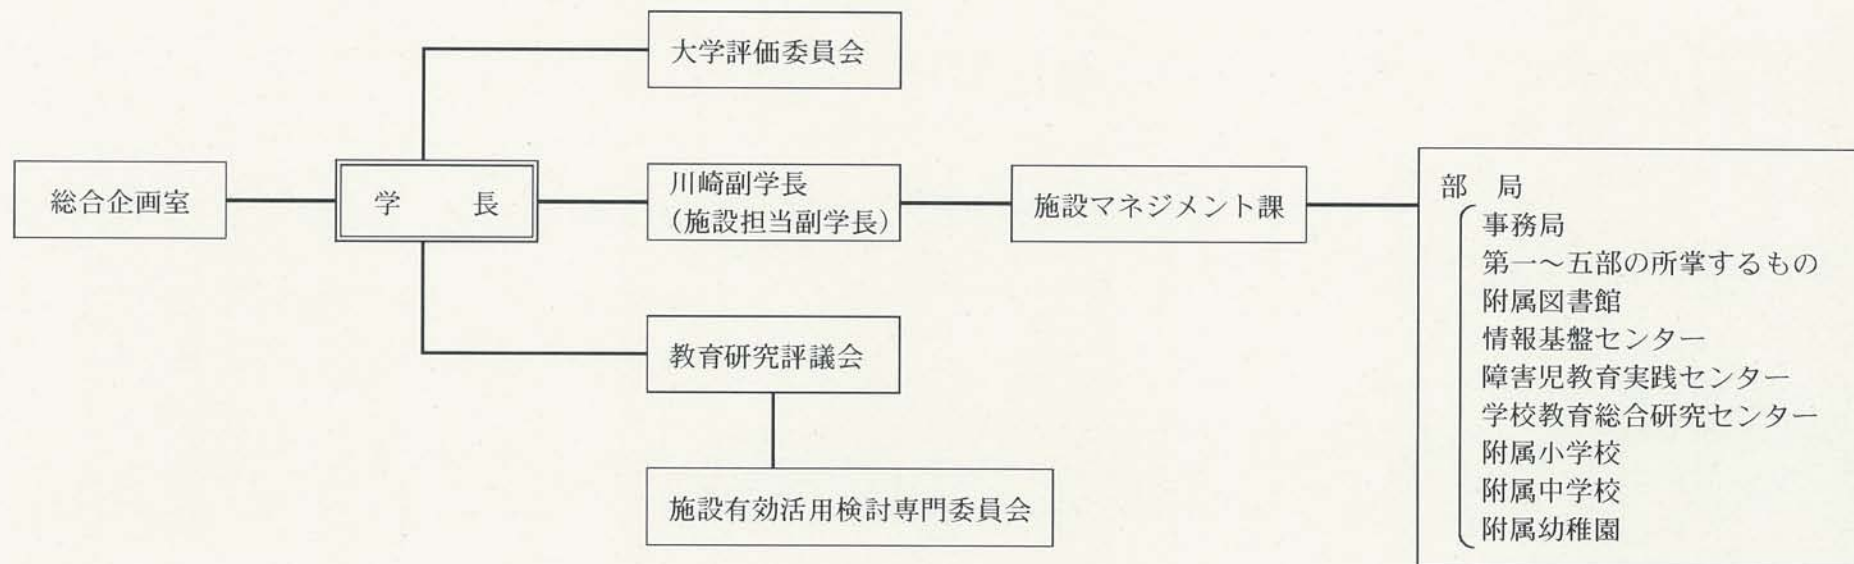 大学評価委員会
総合企画室
学　長
川崎副学長
（施設担当副学長）
施設マネジメント課
教育研究評議会
施設有効活用検討専門委員会
部　局
事務局
第一～五部の所掌するもの
附属図書館
情報基盤センター
障害児教育実践センター
学校教育総合研究センター
附属小学校
附属中学校
附属幼稚園